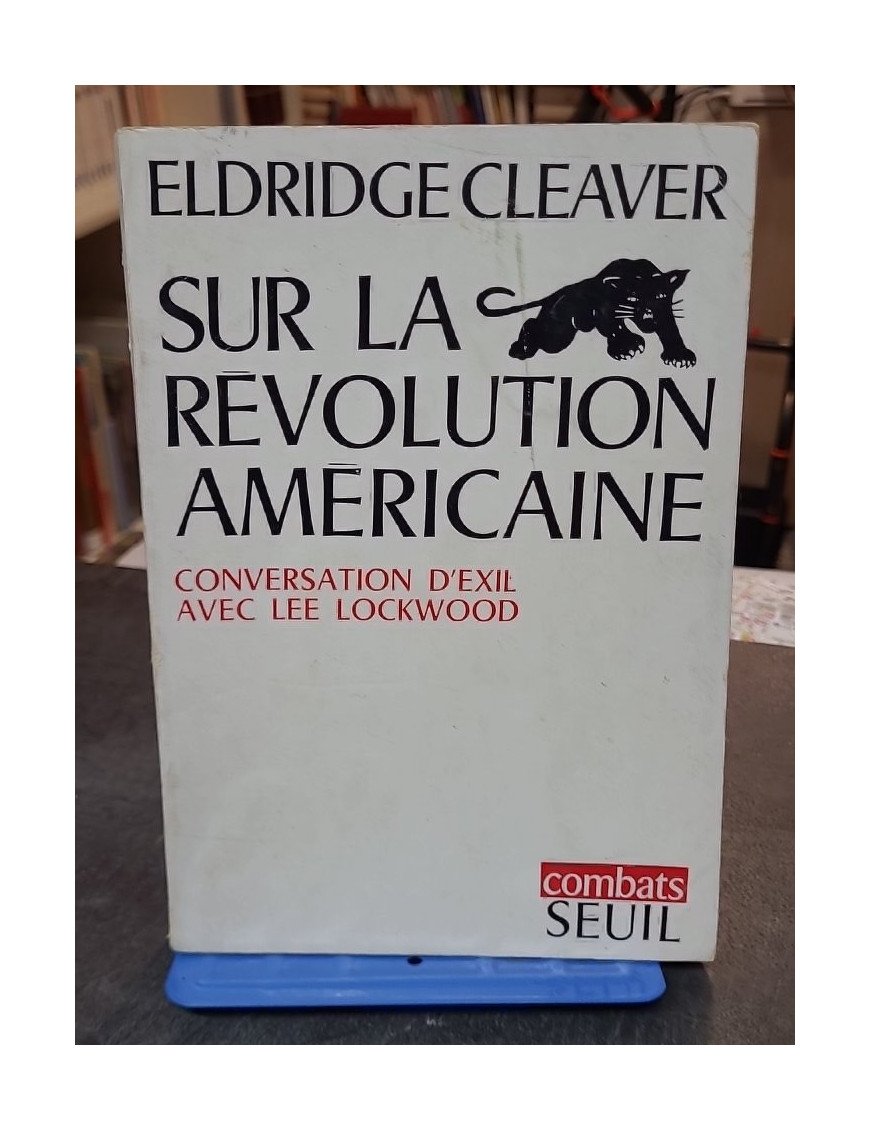 ELDRIDGE CLEAVER
SUR LA
RÉVOLUTION
AMÉRICAINE
CONVERSATION D'EXIL
AVEC LEE LOCKWOOD
combats
SEUIL